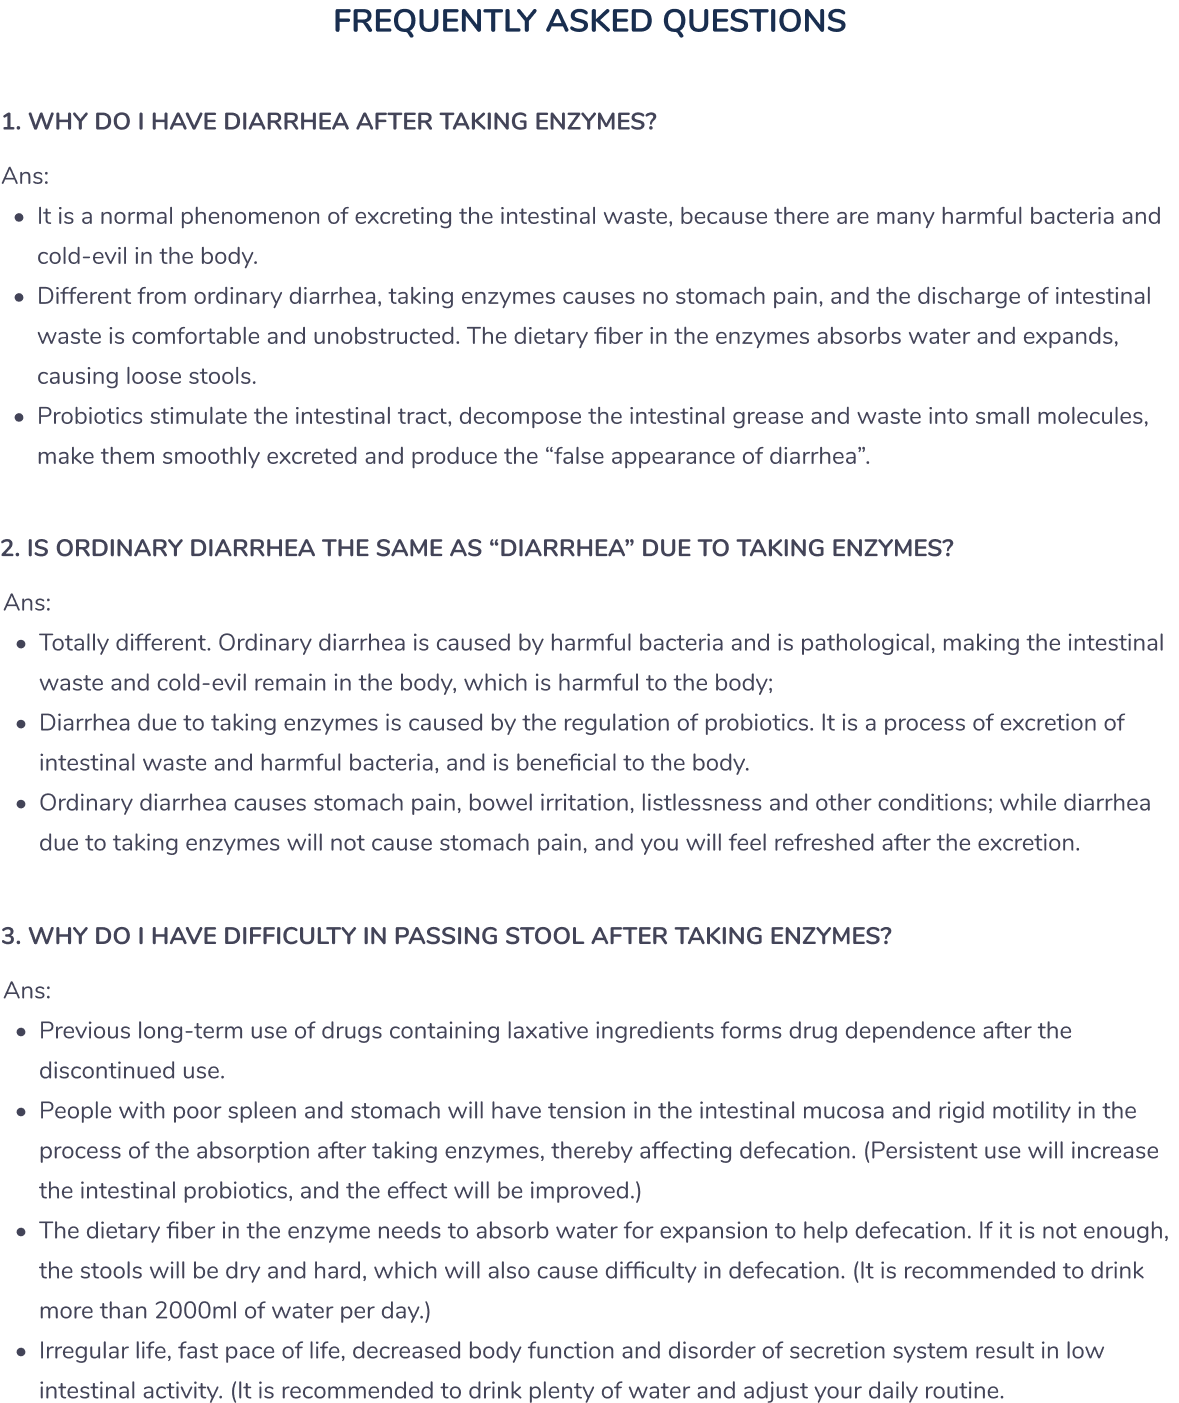 FREQUENTLY ASKED QUESTIONS
1. WHY DO I HAVE DIARRHEA AFTER TAKING ENZYMES?
Ans:
• It is a normal phenomenon of excreting the intestinal waste, because there are many harmful bacteria and
cold-evil in the body.
• Different from ordinary diarrhea, taking enzymes causes no stomach pain, and the discharge of intestinal
waste is comfortable and unobstructed. The dietary fiber in the enzymes absorbs water and expands,
causing loose stools.
• Probiotics stimulate the intestinal tract, decompose the intestinal grease and waste into small molecules,
make them smoothly excreted and produce the “false appearance of diarrhea”.
2. IS ORDINARY DIARRHEA THE SAME AS “DIARRHEA” DUE TO TAKING ENZYMES?
Ans:
• Totally different. Ordinary diarrhea is caused by harmful bacteria and is pathological, making the intestinal
waste and cold-evil remain in the body, which is harmful to the body;
• Diarrhea due to taking enzymes is caused by the regulation of probiotics. It is a process of excretion of
intestinal waste and harmful bacteria, and is beneficial to the body.
• Ordinary diarrhea causes stomach pain, bowel irritation, listlessness and other conditions; while diarrhea
due to taking enzymes will not cause stomach pain, and you will feel refreshed after the excretion.
3. WHY DO I HAVE DIFFICULTY IN PASSING STOOL AFTER TAKING ENZYMES?
Ans:
• Previous long-term use of drugs containing laxative ingredients forms drug dependence after the
discontinued use.
• People with poor spleen and stomach will have tension in the intestinal mucosa and rigid motility in the
process of the absorption after taking enzymes, thereby affecting defecation. (Persistent use will increase
the intestinal probiotics, and the effect will be improved.)
• The dietary fiber in the enzyme needs to absorb water for expansion to help defecation. If it is not enough,
the stools will be dry and hard, which will also cause difficulty in defecation. (It is recommended to drink
more than 2000ml of water per day.)
• Irregular life, fast pace of life, decreased body function and disorder of secretion system result in low
intestinal activity. (It is recommended to drink plenty of water and adjust your daily routine.